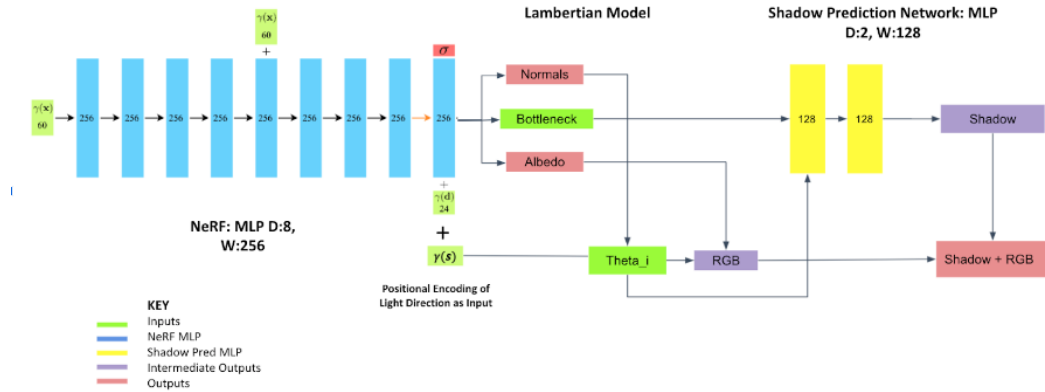 Lambertian Model
Shadow Prediction Network: MLP
D:2, W:128
γ(x)
60
+
σ
γ(x)
60
256
256
256
256
256
256
256
256
256
Normals
Bottleneck
Albedo
128
128
Shadow
+
γ(d)
24
+
γ(s)
NeRF: MLP D:8,
W:256
Theta_i
RGB
Shadow + RGB
Positional Encoding of
Light Direction as Input
KEY
Inputs
NeRF MLP
Shadow Pred MLP
Intermediate Outputs
Outputs